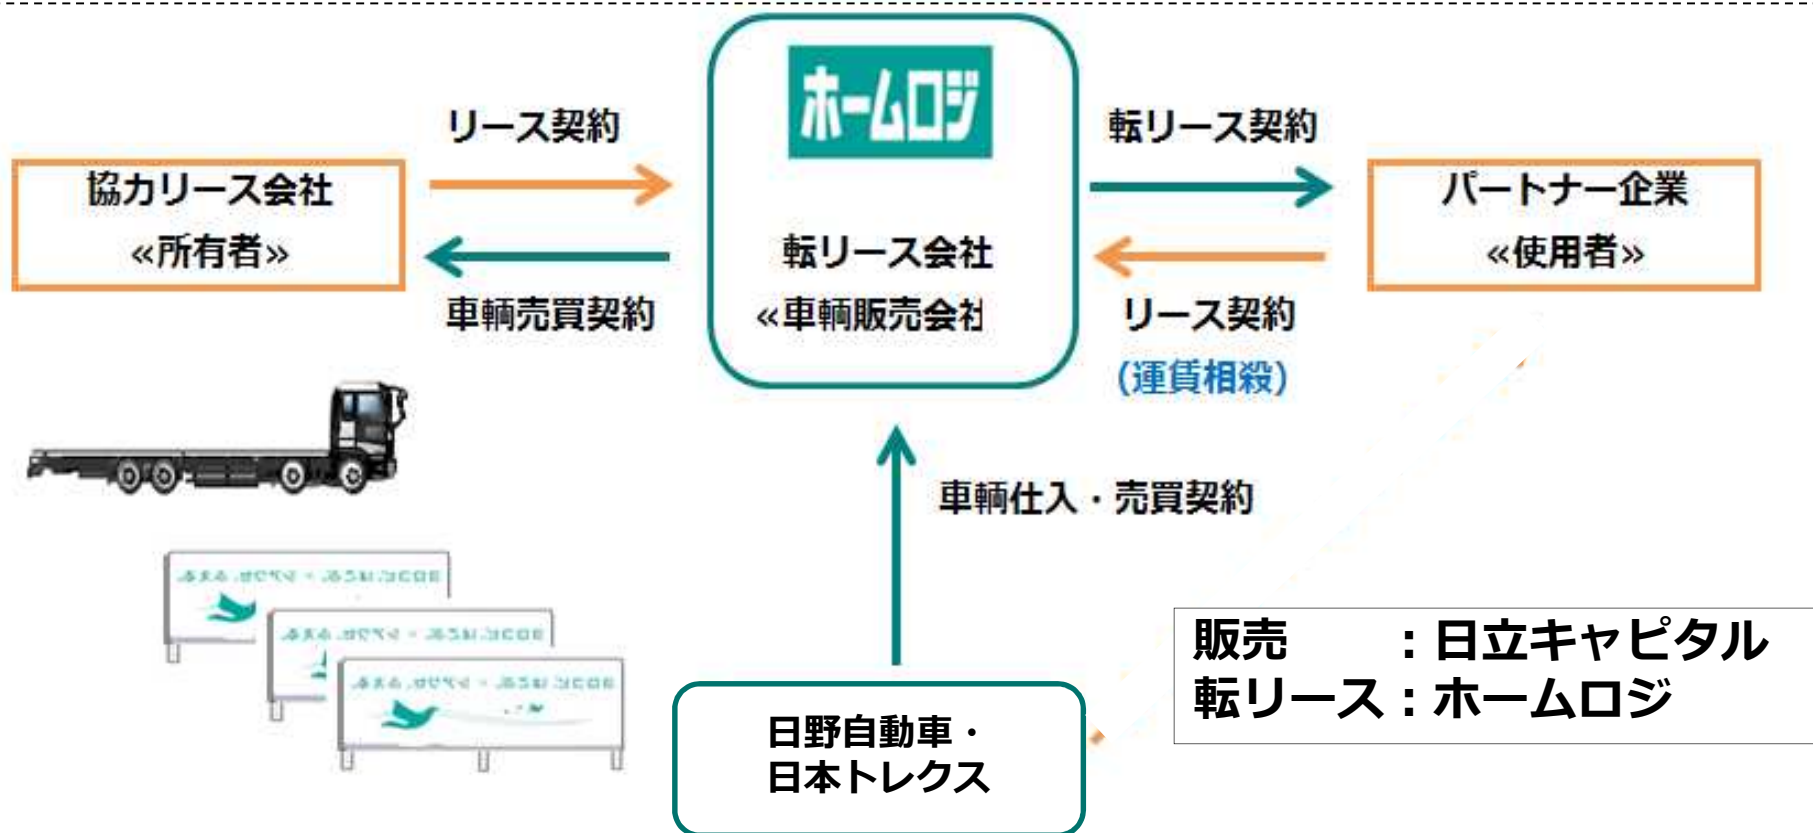 ホームロジ
リース契約
転リース契約
協力リース会社
«所有者»
転リース会社
«車輌販売会社
パートナー企業
«使用者»
車輌売買契約
リース契約
(運賃相殺)
車輌仕入・売買契約
販売　　：日立キャピタル
転リース：ホームロジ
日野自動車・
日本トレクス